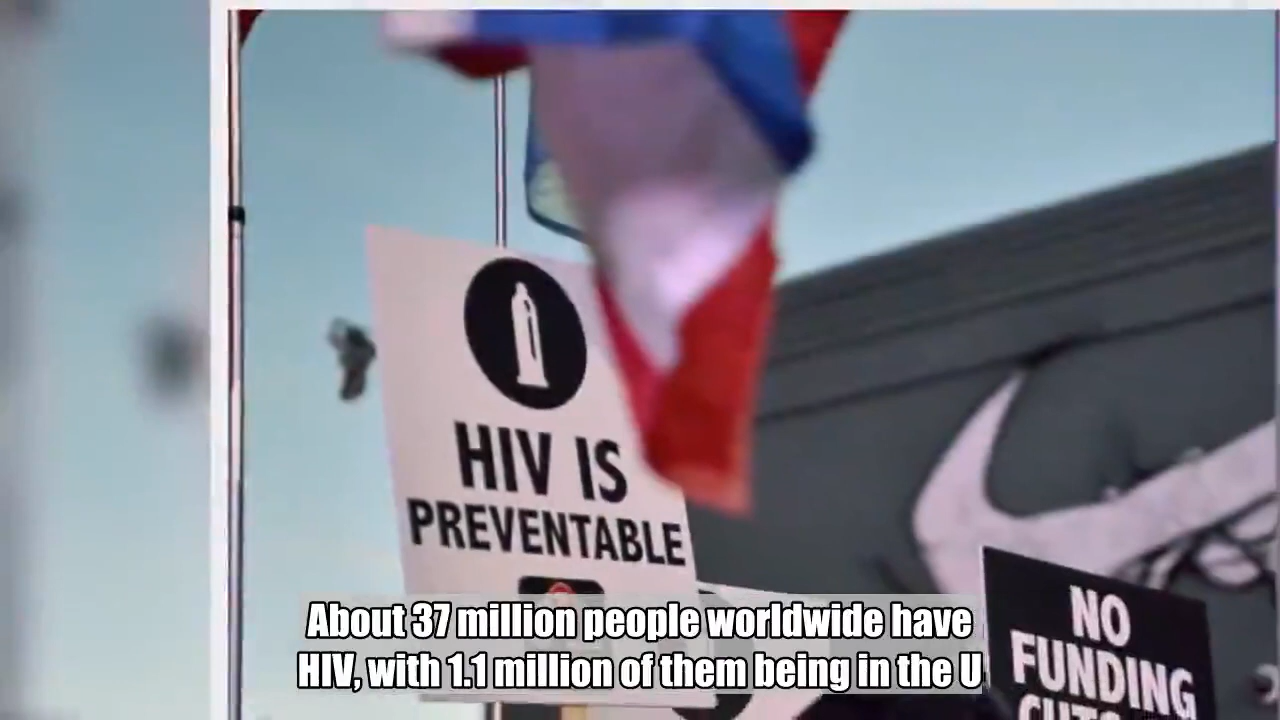 HIV IS
PREVENTABLE
About 37 million people worldwide have
HIV, with 1.1 million of them being in the U
NO
FUNDING
CUTS